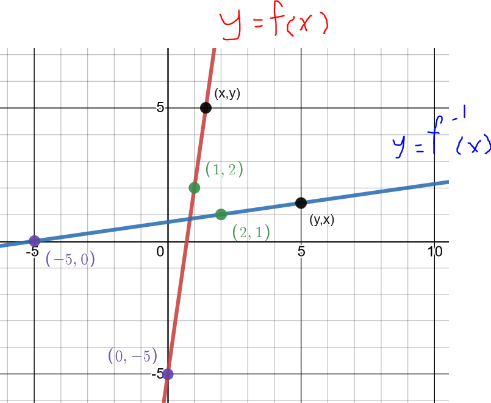 y=f(x)
5
(x,y)
y=f⁻¹(x)
(1, 2)
(y,x)
(2, 1)
-5
0
5
10
(−5, 0)
(0, −5)
-5